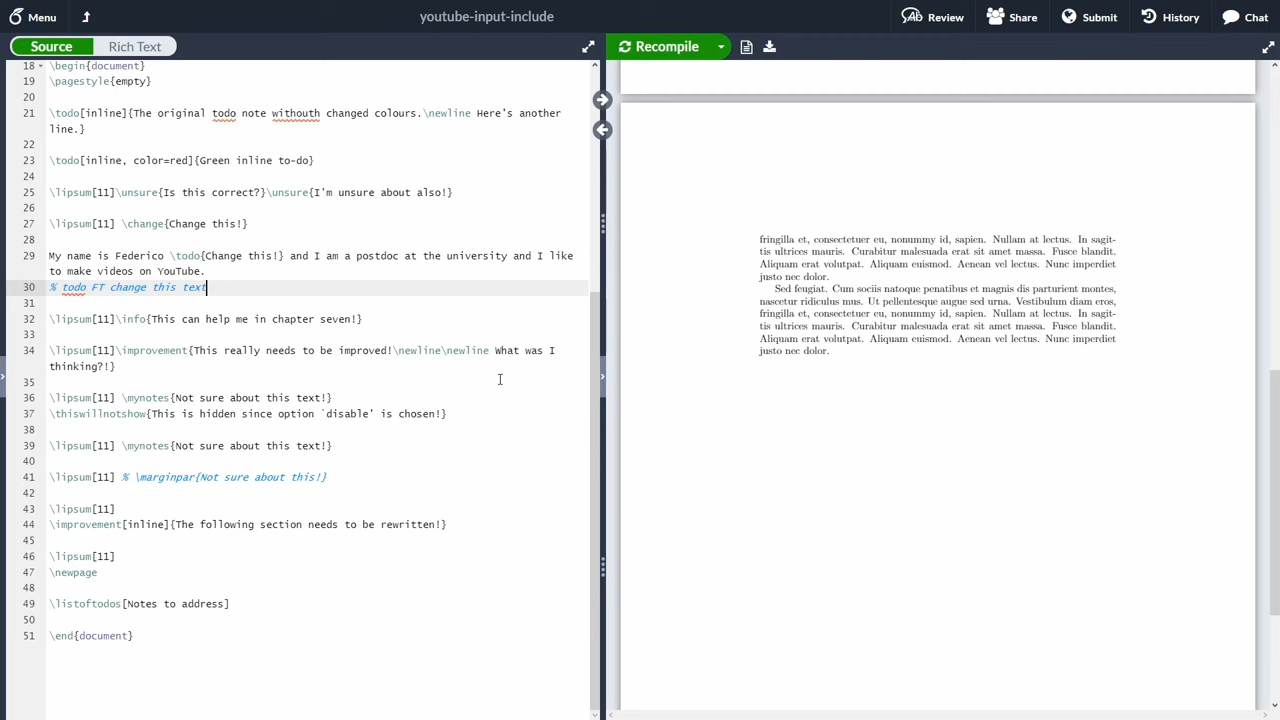 Menu
youtube-input-include
Review
Share
Submit
History
Chat
Source
Rich Text
Recompile
18 \begin{document}
19 \pagestyle{empty}
20
21 \todo[inline]{The original todo note withouth changed colours.\newline Here's another
line.}
22
23 \todo[inline, color=red]{Green inline to-do}
24
25 \lipsum[11]\unsure{Is this correct?}\unsure{I'm unsure about also!}
26
27 \lipsum[11] \change{Change this!}
28
29 My name is Federico \todo{Change this!} and I am a postdoc at the university and I like
to make videos on YouTube.
30 % todo FT change this text
31
32 \lipsum[11]\info{This can help me in chapter seven!}
33
34 \lipsum[11]\improvement{This really needs to be improved!\newline\newline What was I
thinking?!}
35
36 \lipsum[11] \mynotes{Not sure about this text!}
37 \thiswillnotshow{This is hidden since option `disable' is chosen!}
38
39 \lipsum[11] \mynotes{Not sure about this text!}
40
41 \lipsum[11] % \marginpar{Not sure about this!}
42
43 \lipsum[11]
44 \improvement[inline]{The following section needs to be rewritten!}
45
46 \lipsum[11]
47 \newpage
48
49 \listoftodos[Notes to address]
50
51 \end{document}
fringilla et, consectetuer eu, nonummy id, sapien. Nullam at lectus. In sagit-
tis ultrices mauris. Curabitur malesuada erat sit amet massa. Fusce blandit.
Aliquam erat volutpat. Aliquam euismod. Aenean vel lectus. Nunc imperdiet
justo nec dolor.
Sed feugiat. Cum sociis natoque penatibus et magnis dis parturient montes,
nascetur ridiculus mus. Ut pellentesque augue sed urna. Vestibulum diam eros,
fringilla et, consectetuer eu, nonummy id, sapien. Nullam at lectus. In sagit-
tis ultrices mauris. Curabitur malesuada erat sit amet massa. Fusce blandit.
Aliquam erat volutpat. Aliquam euismod. Aenean vel lectus. Nunc imperdiet
justo nec dolor.